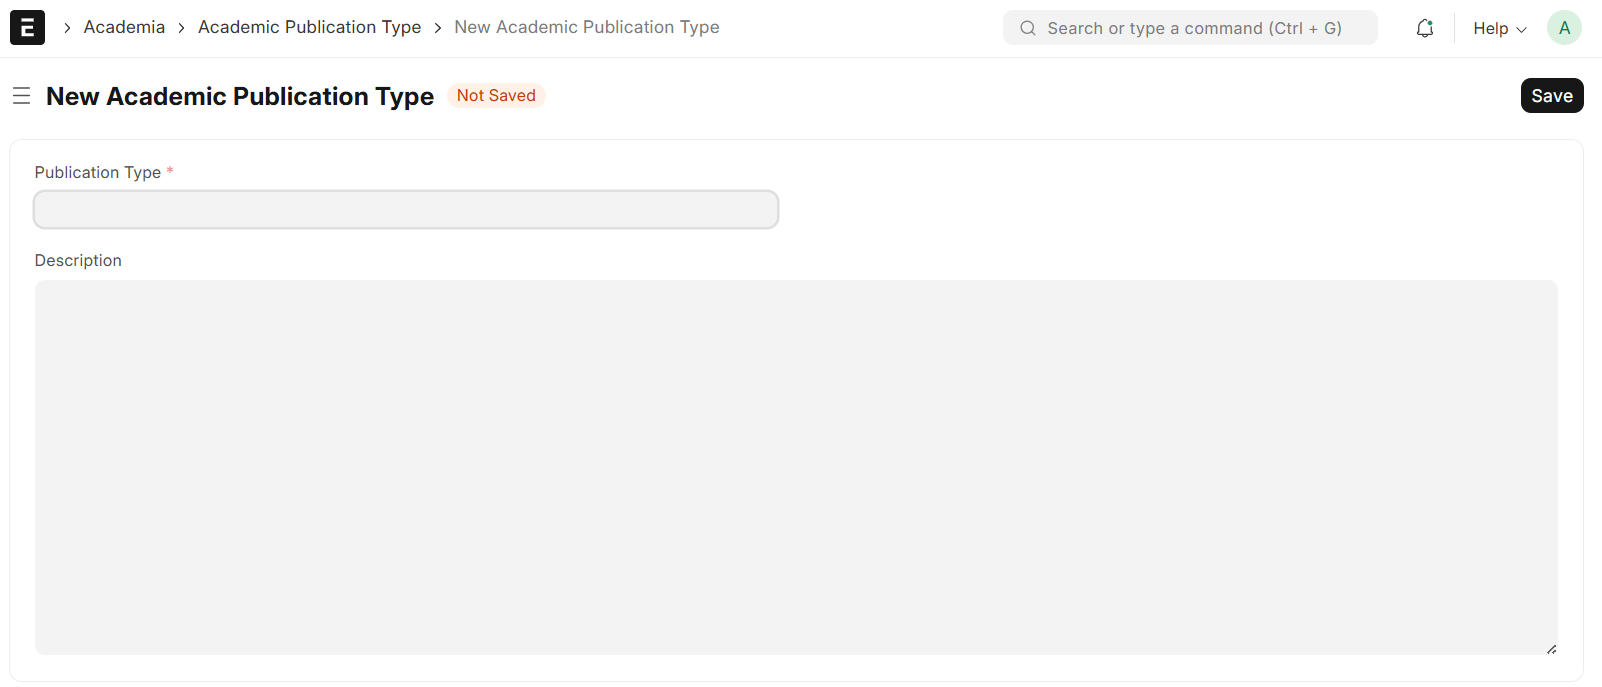 E > Academia > Academic Publication Type > New Academic Publication Type Search or type a command (Ctrl + G) Help A
New Academic Publication Type Not Saved Save
Publication Type *
Description